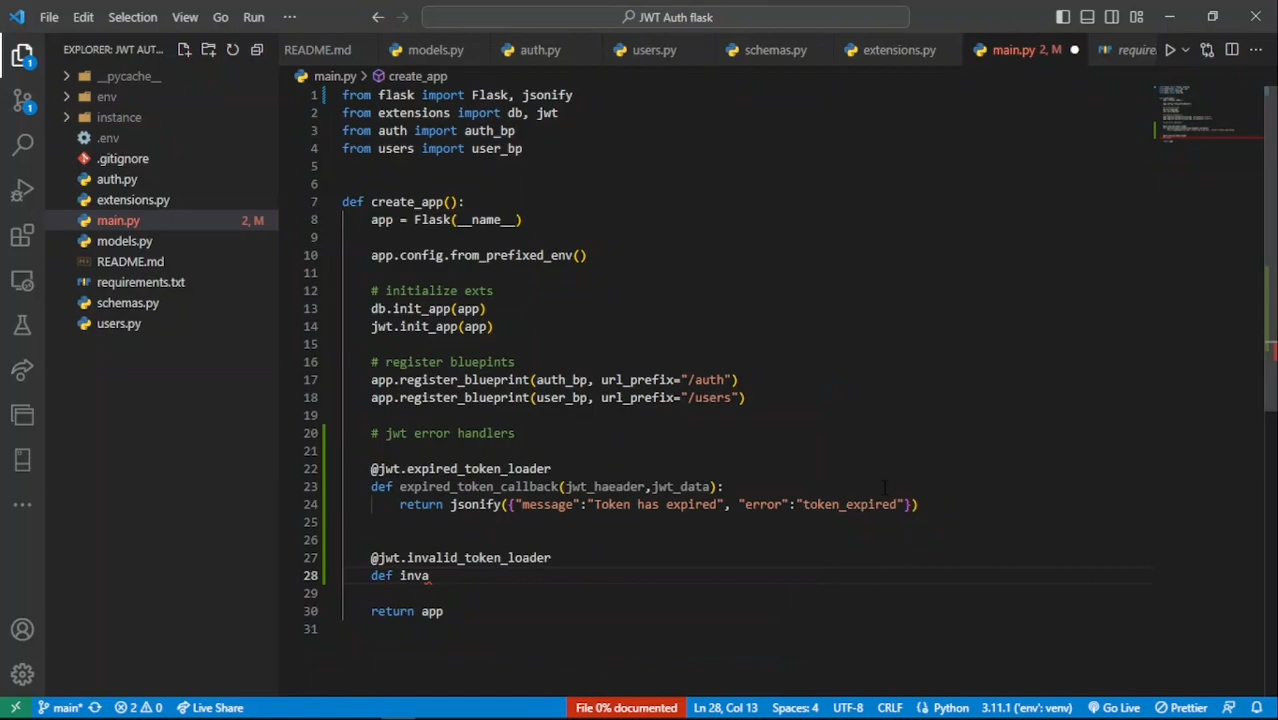 File Edit Selection View Go Run ··· JWT Auth flask
EXPLORER: JWT AUT... README.md models.py auth.py users.py schemas.py extensions.py main.py 2, M require
__pycache__
env
instance
.env
.gitignore
auth.py
extensions.py
main.py 2, M
models.py
README.md
requirements.txt
schemas.py
users.py
1
1
main.py > create_app
1 from flask import Flask, jsonify
2 from extensions import db, jwt
3 from auth import auth_bp
4 from users import user_bp
5
6
7 def create_app():
8 app = Flask(__name__)
9
10 app.config.from_prefixed_env()
11
12 # initialize exts
13 db.init_app(app)
14 jwt.init_app(app)
15
16 # register bluepints
17 app.register_blueprint(auth_bp, url_prefix="/auth")
18 app.register_blueprint(user_bp, url_prefix="/users")
19
20 # jwt error handlers
21
22 @jwt.expired_token_loader
23 def expired_token_callback(jwt_haeader,jwt_data):
24 return jsonify({"message":"Token has expired", "error":"token_expired"})
25
26
27 @jwt.invalid_token_loader
28 def inva
29
30 return app
31
main* 2 0 Live Share File 0% documented Ln 28, Col 13 Spaces: 4 UTF-8 CRLF Python 3.11.1 ('env': venv) Go Live Prettier